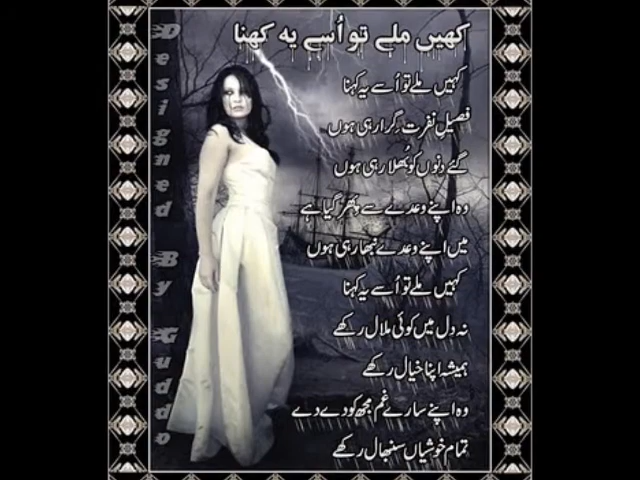 کہیں ملے تو اُسے یہ کہنا
کہیں ملے تو اُسے یہ کہنا
فصیلِ نفرت گِرا رہی ہوں
گئے دنوں کو بُھلا رہی ہوں
وہ اپنے وعدے سے پِھر گیا ہے
میں اپنے وعدے نبھا رہی ہوں
کہیں ملے تو اُسے یہ کہنا
نہ دل میں کوئی ملال رکھے
ہمیشہ اپنا خیال رکھے
وہ اپنے سارے غم مجھ کو دے دے
تمام خوشیاں سنبھال رکھے
Designed By Guddo